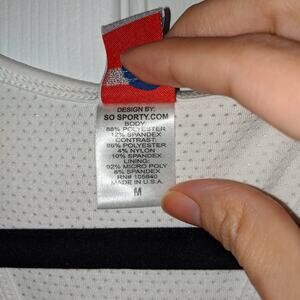 DESIGN BY:
SO SPORTY.COM
BODY:
88% POLYESTER
12% SPANDEX
CONTRAST:
86% POLYESTER
4% NYLON
10% SPANDEX
LINING:
92% MICRO POLY
8% SPANDEX
RN# 105840
MADE IN U.S.A.
M